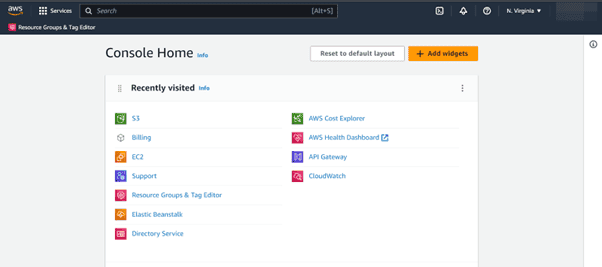 aws Services Search [Alt+S] N. Virginia
Resource Groups & Tag Editor
Console Home Info Reset to default layout + Add widgets
Recently visited Info
S3
Billing
EC2
Support
Resource Groups & Tag Editor
Elastic Beanstalk
Directory Service
AWS Cost Explorer
AWS Health Dashboard
API Gateway
CloudWatch